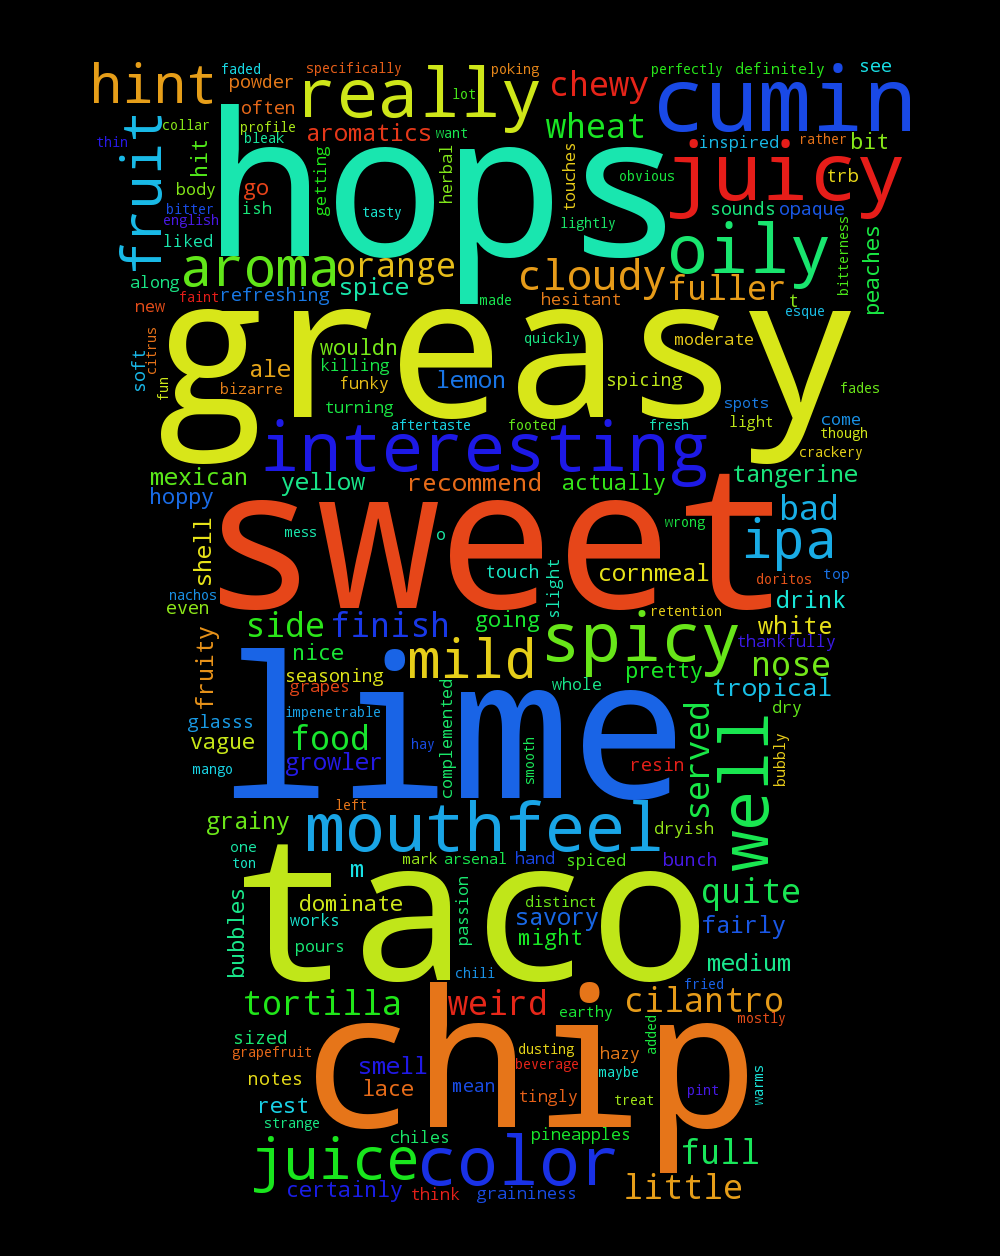 hint
faded
powder
specifically
really
lot
poking
chewy
perfectly
definitely
see
cumin
often
collar
profile
bleak
aromatics
want
wheat
inspired
rather
bit
thin
fruit
hit
hops
juicy
getting
herbal
touches
obvious
trb
body
go
bitter
ish
english
tasty
lightly
sounds
opaque
liked
oily
bitterness
peaches
aroma
orange
cloudy
fuller
along
faint
refreshing
spice
made
hesitant
t
esque
new
greasy
soft
citrus
wouldn
quickly
moderate
killing
ale
bizarre
funky
lemon
spicing
fades
fun
turning
spots
aftertaste
footed
fresh
light
come
though
interesting
crackery
mexican
yellow
recommend
actually
tangerine
hoppy
sweet
bad
shell
mess
o
wrong
ipa
touch
cornmeal
doritos
top
nachos
even
slight
drink
side
finish
going
retention
white
spicy
thankfully
fruity
nice
mild
nose
seasoning
pretty
grapes
whole
tropical
lime
impenetrable
complemented
served
well
dry
glasss
vague
food
hay
smooth
bubbly
growler
resin
mango
left
grainy
mouthfeel
dryish
one
ton
m
mark
arsenal
hand
spiced
bunch
taco
quite
bubbles
dominate
passion
distinct
works
savory
fairly
pours
might
chili
medium
fried
tortilla
weird
cilantro
chip
earthy
mostly
sized
added
grapefruit
dusting
hazy
smell
beverage
maybe
notes
lace
mean
tingly
treat
pint
warms
rest
strange
chiles
pineapples
juice
color
full
certainly
think
graininess
little